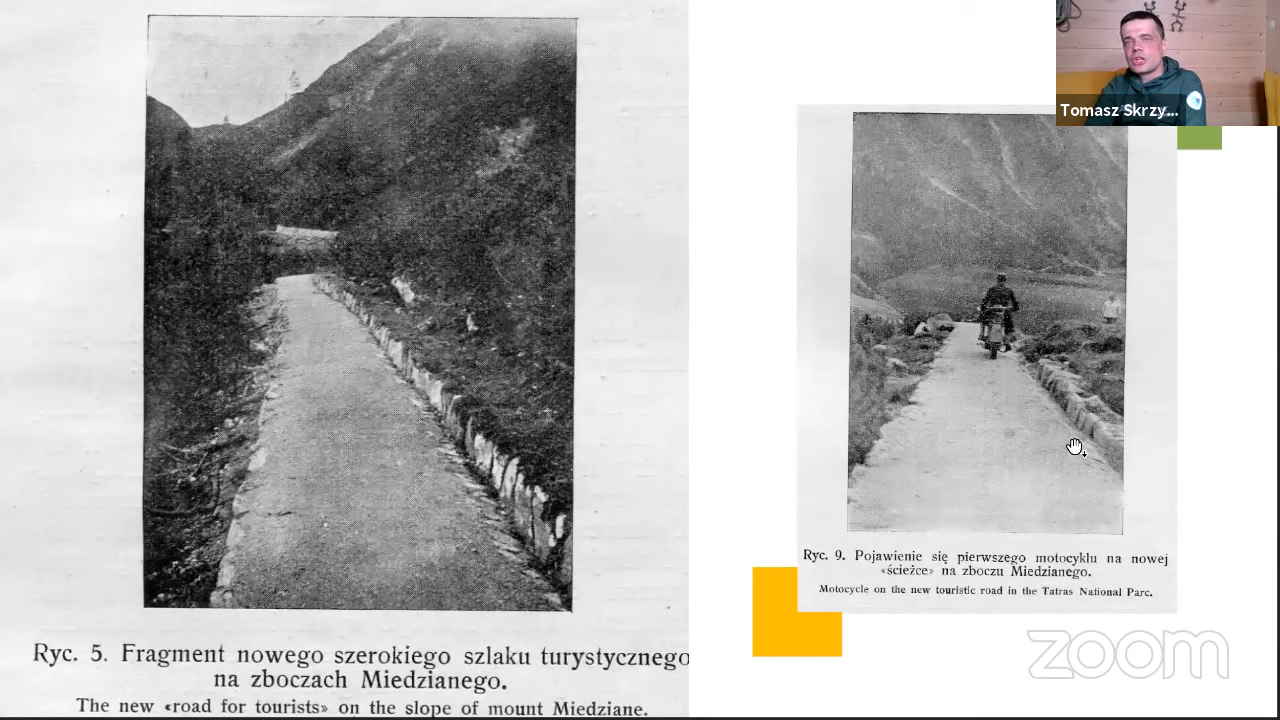 Tomasz Skrzy...
Ryc. 5. Fragment nowego szerokiego szlaku turystycznego
na zboczach Miedzianego.
The new «road for tourists» on the slope of mount Miedziane.
Ryc. 9. Pojawienie się pierwszego motocyklu na nowej
«ścieżce» na zboczu Miedzianego.
Motocycle on the new touristic road in the Tatras National Parc.
zoom